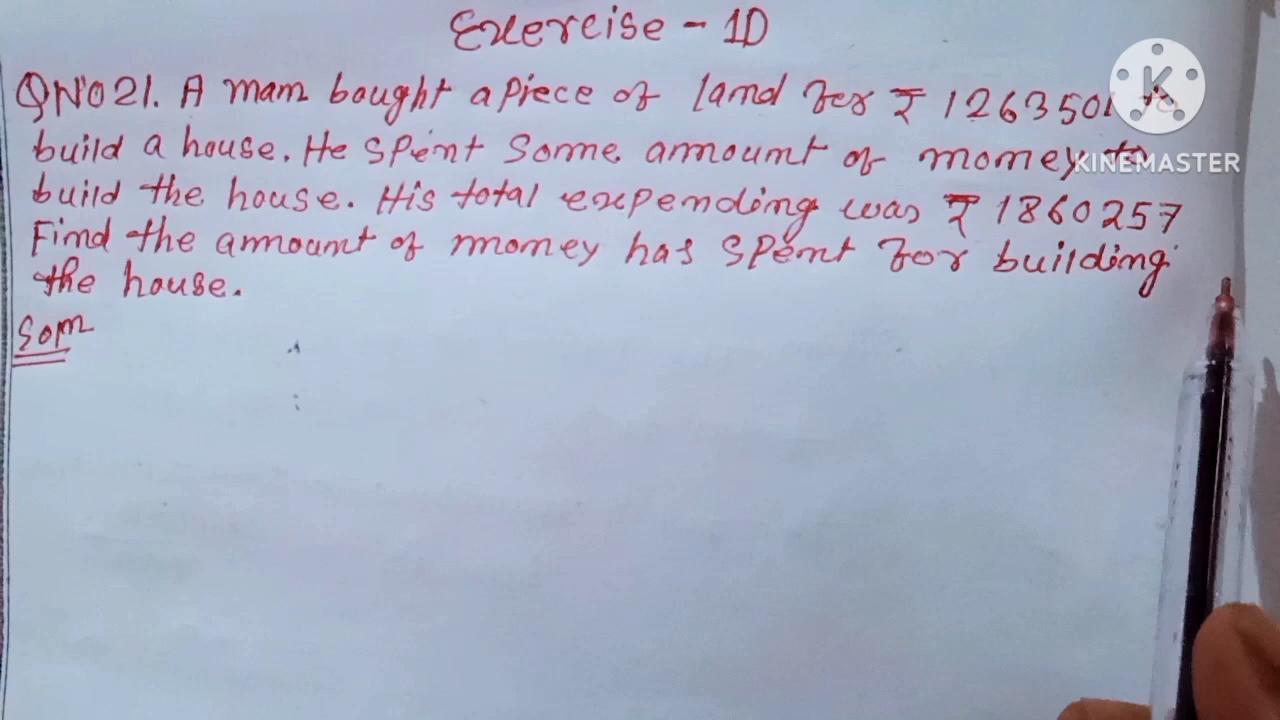 Exercise - 1D
QNO21. A man bought a piece of land for ₹ 1263501 to
build a house. He spent some amount of money to
build the house. His total expending was ₹ 1860257
Find the amount of money has spent for building
the house.
Soln
K
KINEMASTER